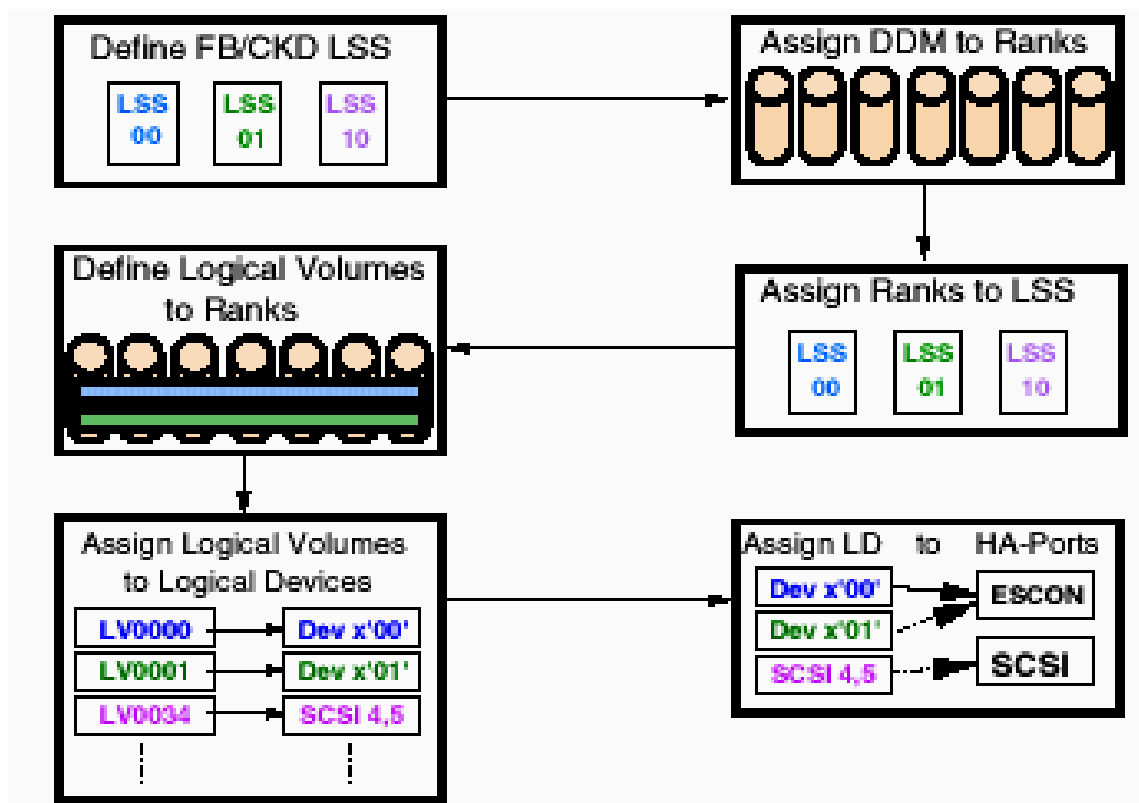 Define FB/CKD LSS
LSS LSS LSS
00 01 10
Assign DDM to Ranks
Assign Ranks to LSS
LSS LSS LSS
00 01 10
Define Logical Volumes
to Ranks
Assign Logical Volumes
to Logical Devices
LV0000 Dev x'00'
LV0001 Dev x'01'
LV0034 SCSI 4,5
Assign LD to HA-Ports
Dev x'00' ESCON
Dev x'01'
SCSI 4,5 SCSI